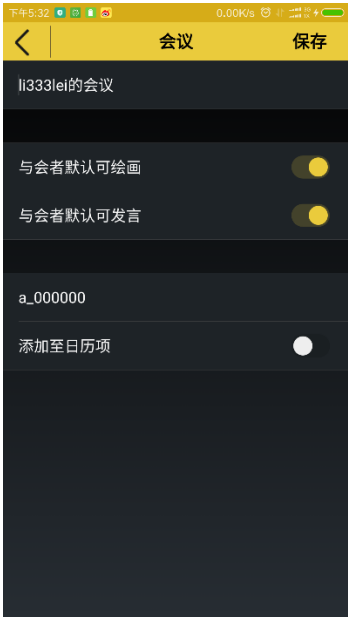 下午5:32
0.00K/s
会议
保存
li333lei的会议
与会者默认可绘画
与会者默认可发言
a_000000
添加至日历项